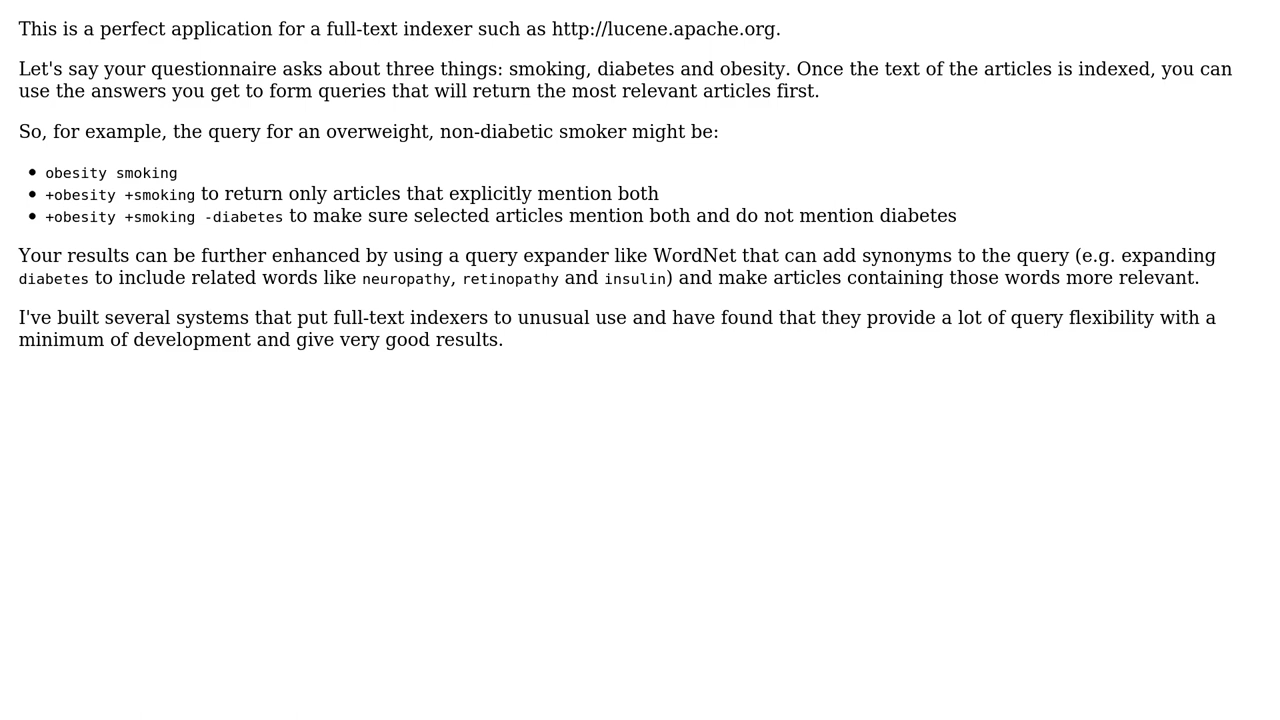 This is a perfect application for a full-text indexer such as http://lucene.apache.org.
Let's say your questionnaire asks about three things: smoking, diabetes and obesity. Once the text of the articles is indexed, you can
use the answers you get to form queries that will return the most relevant articles first.
So, for example, the query for an overweight, non-diabetic smoker might be:
• obesity smoking
• +obesity +smoking to return only articles that explicitly mention both
• +obesity +smoking -diabetes to make sure selected articles mention both and do not mention diabetes
Your results can be further enhanced by using a query expander like WordNet that can add synonyms to the query (e.g. expanding
diabetes to include related words like neuropathy, retinopathy and insulin) and make articles containing those words more relevant.
I've built several systems that put full-text indexers to unusual use and have found that they provide a lot of query flexibility with a
minimum of development and give very good results.